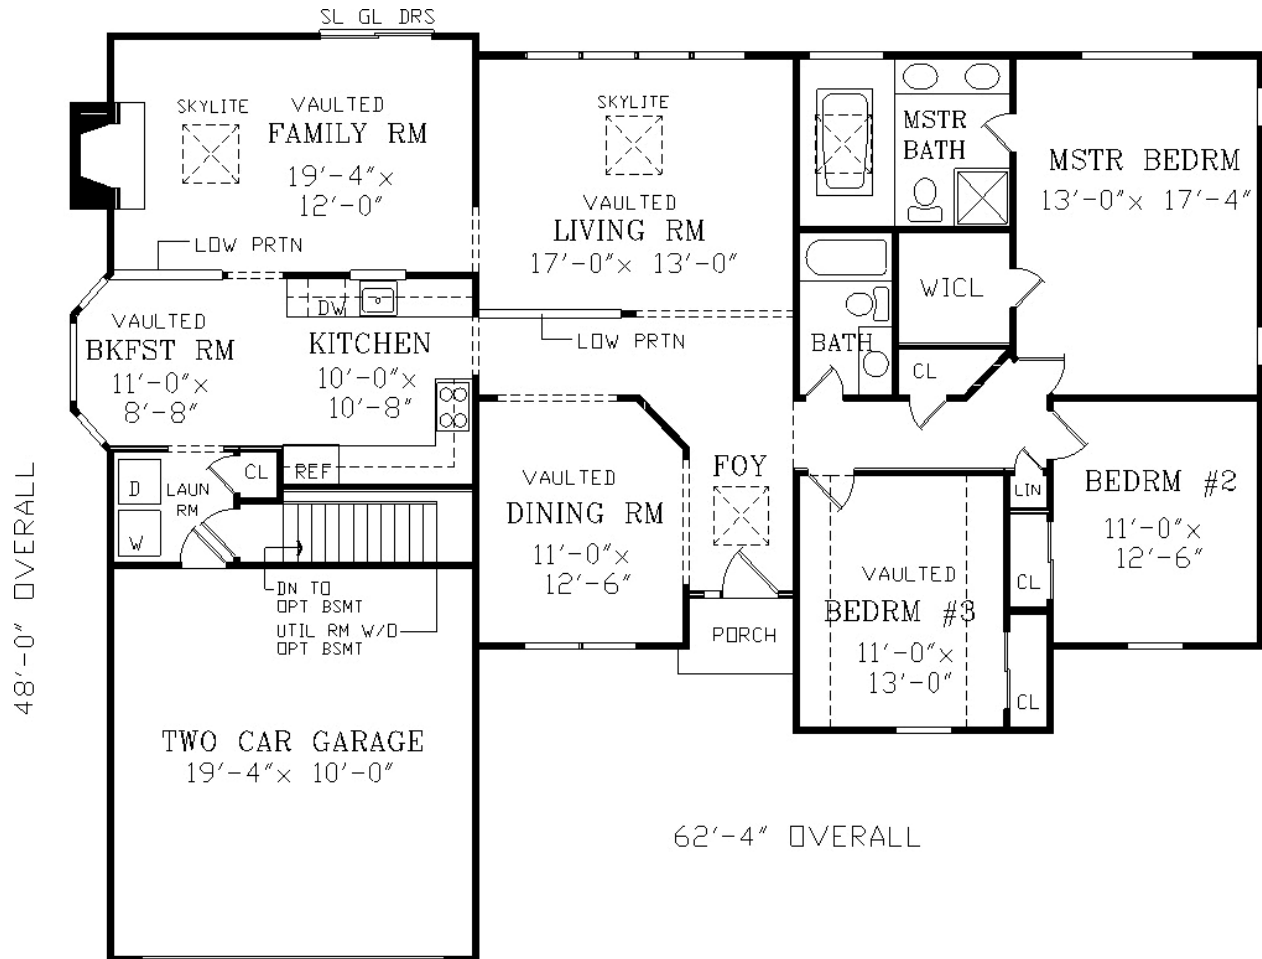 SL GL DRS
SKYLITE
VAULTED
FAMILY RM
19'-4"x
12'-0"
LOW PRTN
SKYLITE
VAULTED
LIVING RM
17'-0"x 13'-0"
LOW PRTN
MSTR
BATH
MSTR BEDRM
13'-0"x 17'-4"
WICL
BATH
CL
VAULTED
BKFST RM
11'-0"x
8'-8"
DW
KITCHEN
10'-0"x
10'-8"
REF
CL
D
LAUN
RM
W
DN TO
OPT BSMT
UTIL RM W/O
OPT BSMT
VAULTED
DINING RM
11'-0"x
12'-6"
FOY
PORCH
LIN
BEDRM #2
11'-0"x
12'-6"
CL
VAULTED
BEDRM #3
11'-0"x
13'-0"
CL
TWO CAR GARAGE
19'-4"x 10'-0"
48'-0" OVERALL
62'-4" OVERALL